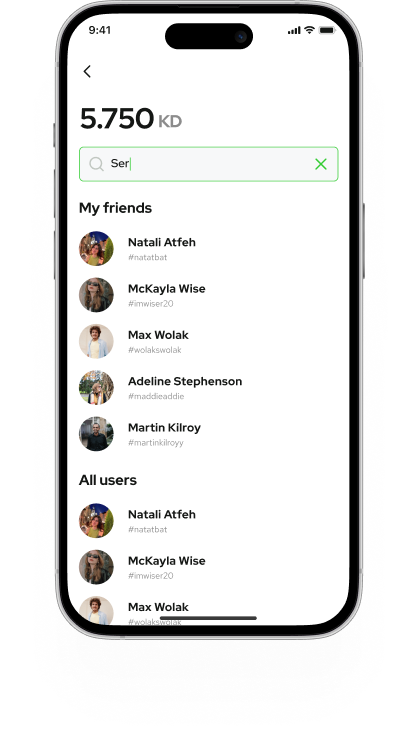 9:41
5.750 KD
Ser
My friends
Natali Atfeh
#natatbat
McKayla Wise
#imwiser20
Max Wolak
#wolakswolak
Adeline Stephenson
#maddieaddie
Martin Kilroy
#martinkilroyy
All users
Natali Atfeh
#natatbat
McKayla Wise
#imwiser20
Max Wolak
#wolakswolak